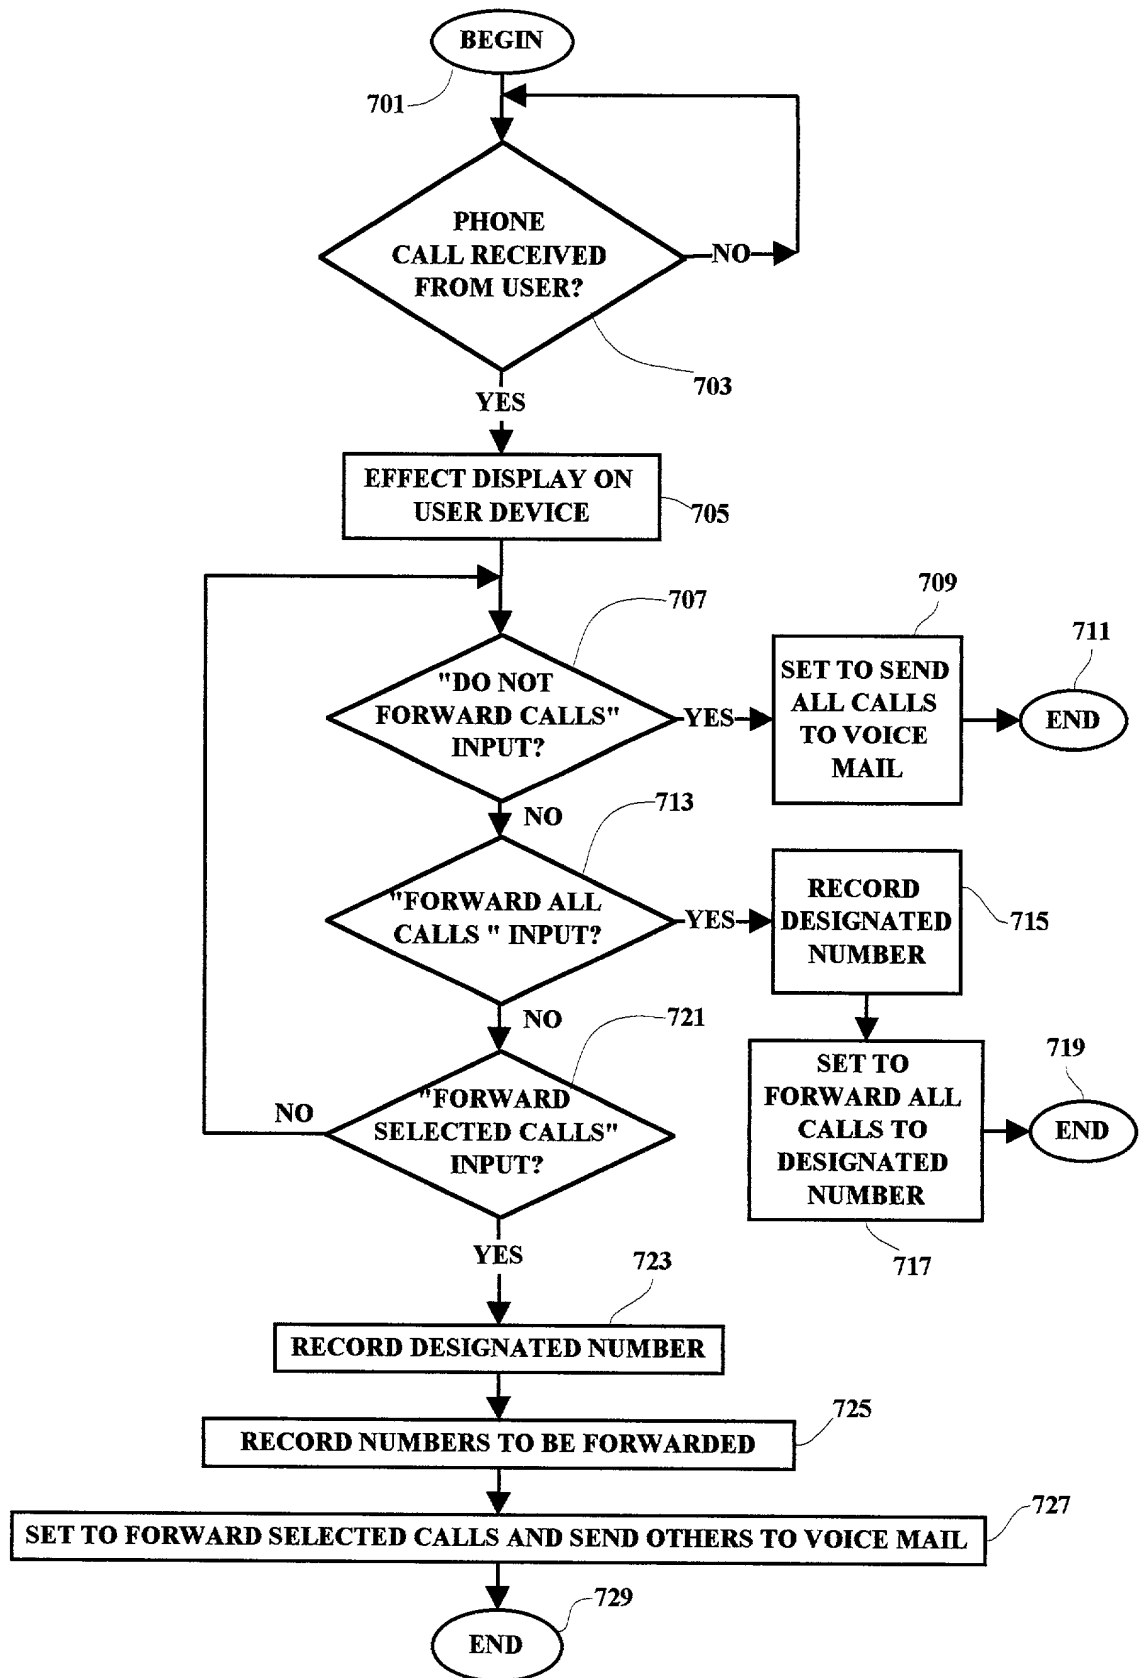 BEGIN
701
PHONE
CALL RECEIVED
FROM USER?
NO
703
YES
EFFECT DISPLAY ON
USER DEVICE
705
707
"DO NOT
FORWARD CALLS"
INPUT?
YES
709
SET TO SEND
ALL CALLS
TO VOICE
MAIL
711
END
NO
713
"FORWARD ALL
CALLS " INPUT?
YES
RECORD
DESIGNATED
NUMBER
715
SET TO
FORWARD ALL
CALLS TO
DESIGNATED
NUMBER
717
719
END
NO
721
"FORWARD
SELECTED CALLS"
INPUT?
NO
YES
723
RECORD DESIGNATED NUMBER
725
RECORD NUMBERS TO BE FORWARDED
727
SET TO FORWARD SELECTED CALLS AND SEND OTHERS TO VOICE MAIL
729
END